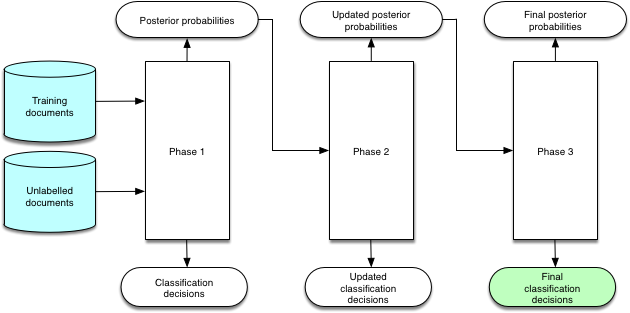 Posterior probabilities
Updated posterior
probabilities
Final posterior
probabilities
Training
documents
Unlabelled
documents
Phase 1
Phase 2
Phase 3
Classification
decisions
Updated
classification
decisions
Final
classification
decisions